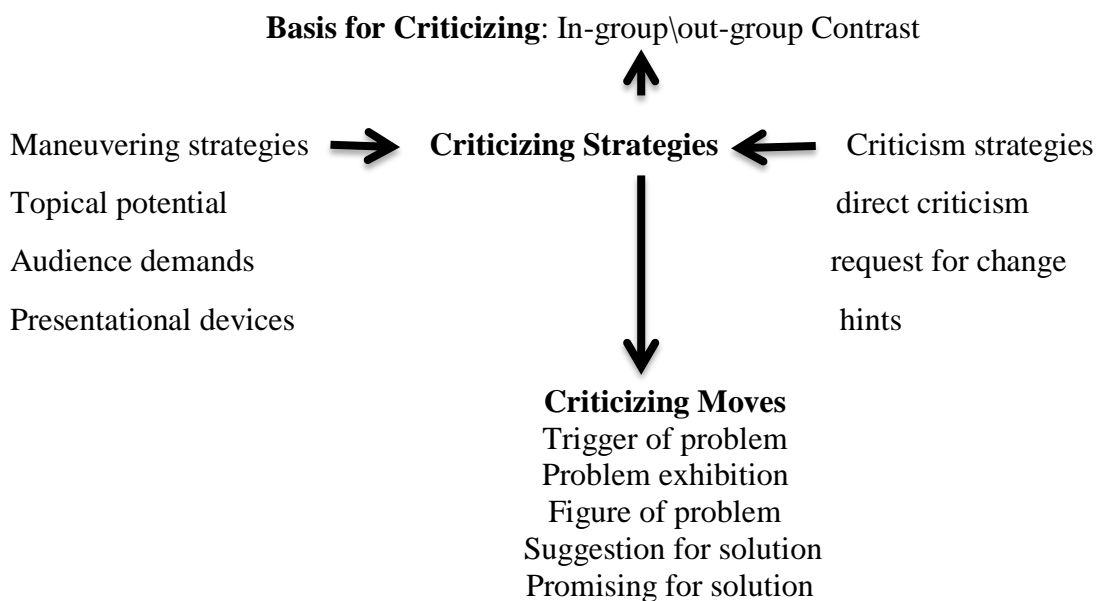 Basis for Criticizing: In-group\out-group Contrast
Maneuvering strategies Criticizing Strategies Criticism strategies
Topical potential direct criticism
Audience demands request for change
Presentational devices hints
Criticizing Moves
Trigger of problem
Problem exhibition
Figure of problem
Suggestion for solution
Promising for solution